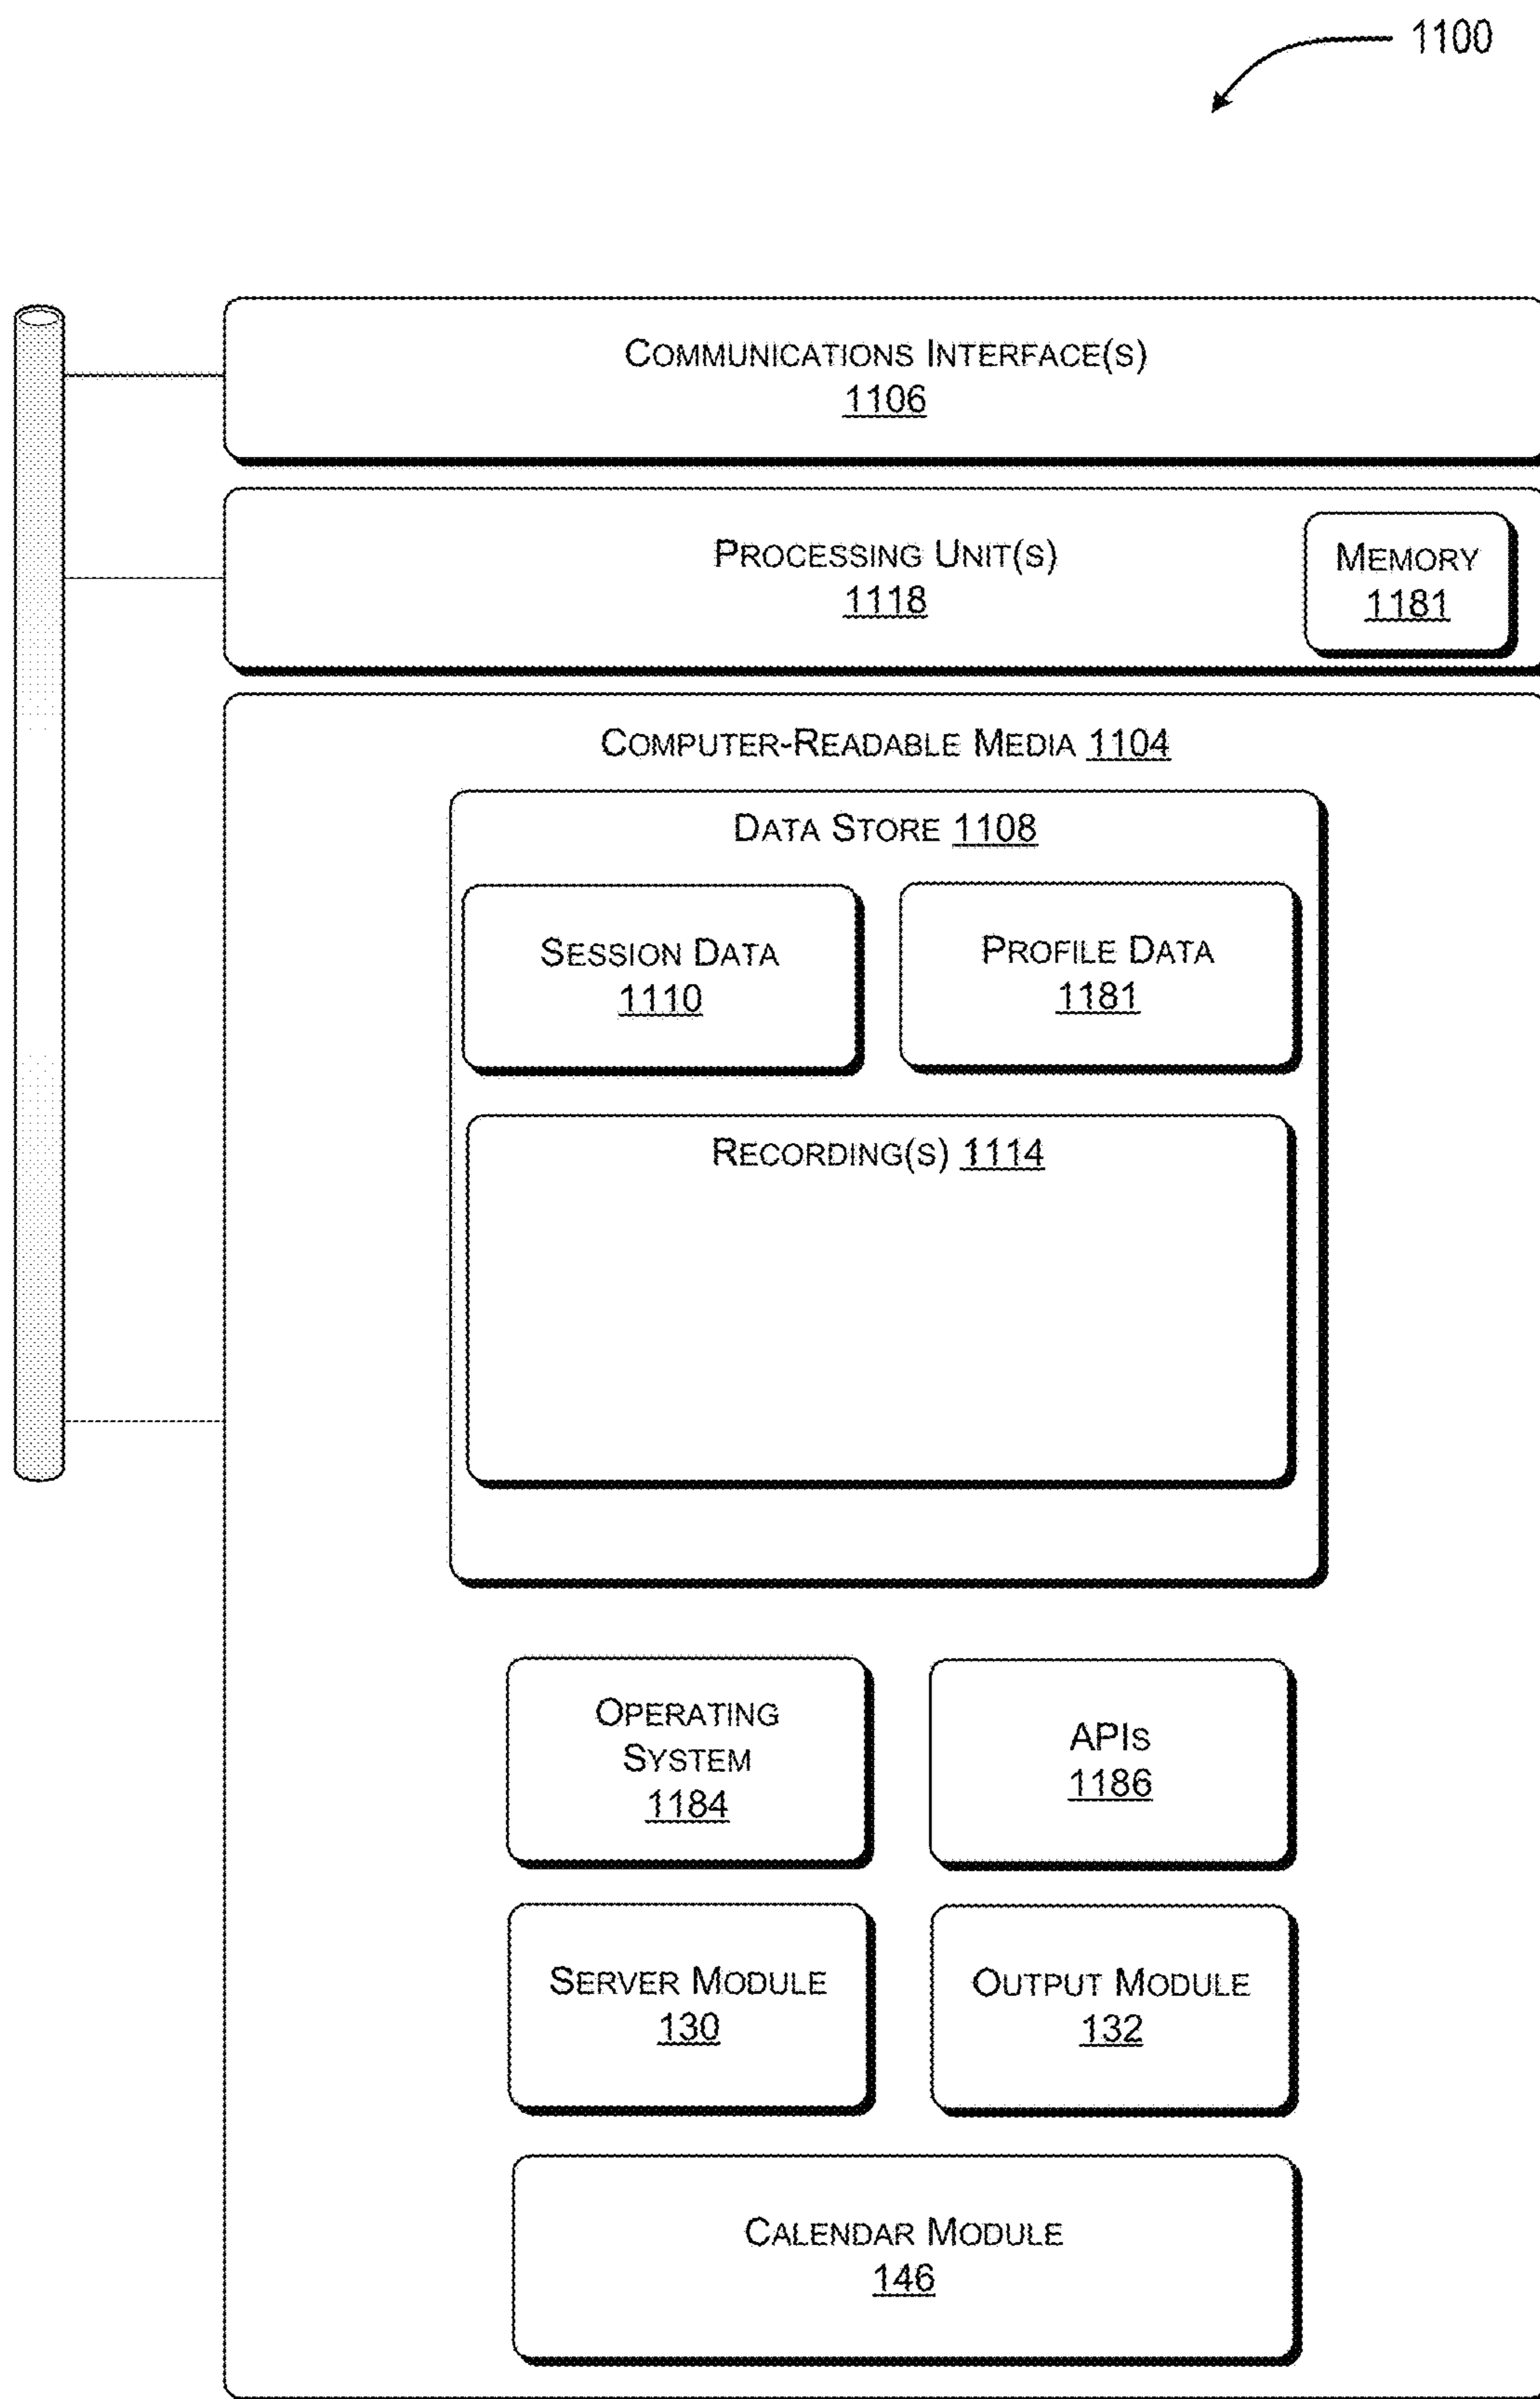 1100
COMMUNICATIONS INTERFACE(S)
1106
PROCESSING UNIT(S)
1118
MEMORY
1181
COMPUTER-READABLE MEDIA 1104
DATA STORE 1108
SESSION DATA
1110
PROFILE DATA
1181
RECORDING(S) 1114
OPERATING
SYSTEM
1184
APIS
1186
SERVER MODULE
130
OUTPUT MODULE
132
CALENDAR MODULE
146